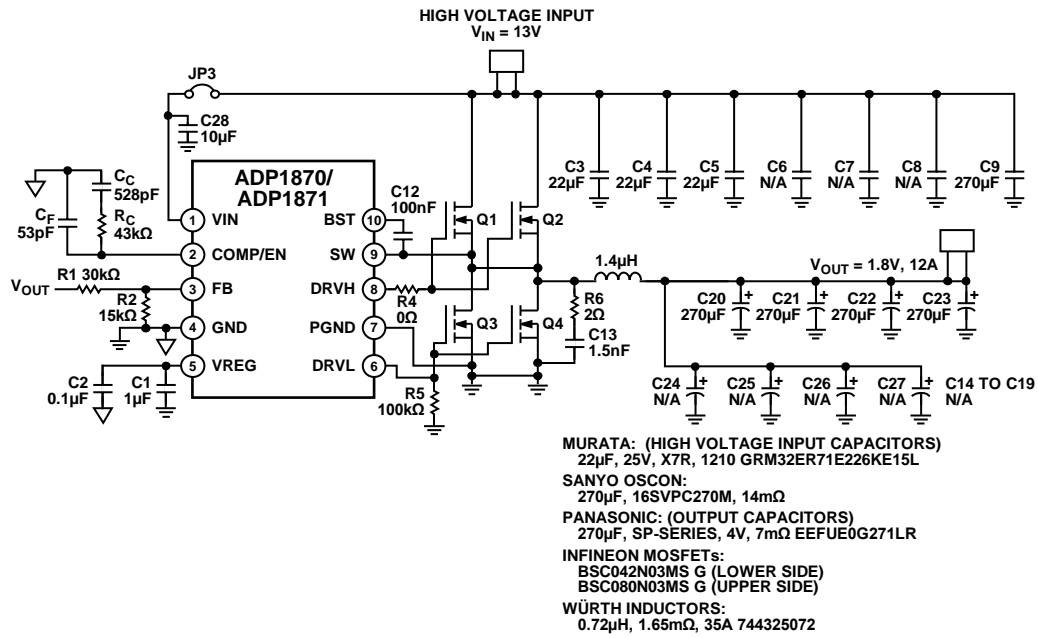 HIGH VOLTAGE INPUT
VIN = 13V
JP3
C28
10µF
C3
22µF
C4
22µF
C5
22µF
C6
N/A
C7
N/A
C8
N/A
C9
270µF
CC
528pF
CF
53pF
RC
43kΩ
ADP1870/
ADP1871
1 VIN
2 COMP/EN
3 FB
4 GND
5 VREG
BST 10
SW 9
DRVH 8
PGND 7
DRVL 6
C12
100nF
Q1
Q2
Q3
Q4
VOUT
R1 30kΩ
R2
15kΩ
C2
0.1µF
C1
1µF
R4
0Ω
R5
100kΩ
1.4µH
R6
2Ω
C13
1.5nF
VOUT = 1.8V, 12A
C20
270µF
C21
270µF
C22
270µF
C23
270µF
+
+
+
+
C24
N/A
C25
N/A
C26
N/A
C27
N/A
C14 TO C19
N/A
+
+
+
+
MURATA: (HIGH VOLTAGE INPUT CAPACITORS)
22µF, 25V, X7R, 1210 GRM32ER71E226KE15L
SANYO OSCON:
270µF, 16SVPC270M, 14mΩ
PANASONIC: (OUTPUT CAPACITORS)
270µF, SP-SERIES, 4V, 7mΩ EEFUE0G271LR
INFINEON MOSFETs:
BSC042N03MS G (LOWER SIDE)
BSC080N03MS G (UPPER SIDE)
WÜRTH INDUCTORS:
0.72µH, 1.65mΩ, 35A 744325072